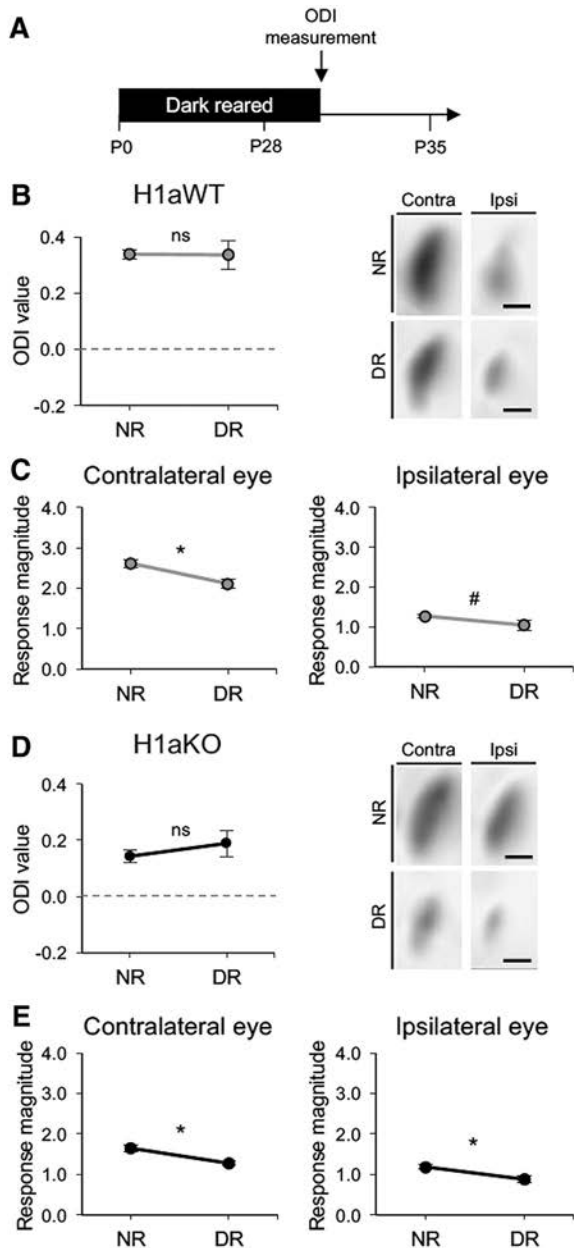 A
ODI
measurement
Dark reared
P0
P28
P35
B
H1aWT
ODI value
0.4
0.2
0.0
-0.2
ns
NR
DR
Contra
Ipsi
NR
DR
C
Contralateral eye
Response magnitude
4.0
3.0
2.0
1.0
0.0
*
NR
DR
Ipsilateral eye
Response magnitude
4.0
3.0
2.0
1.0
0.0
#
NR
DR
D
H1aKO
ODI value
0.4
0.2
0.0
-0.2
ns
NR
DR
Contra
Ipsi
NR
DR
E
Contralateral eye
Response magnitude
4.0
3.0
2.0
1.0
0.0
*
NR
DR
Ipsilateral eye
Response magnitude
4.0
3.0
2.0
1.0
0.0
*
NR
DR